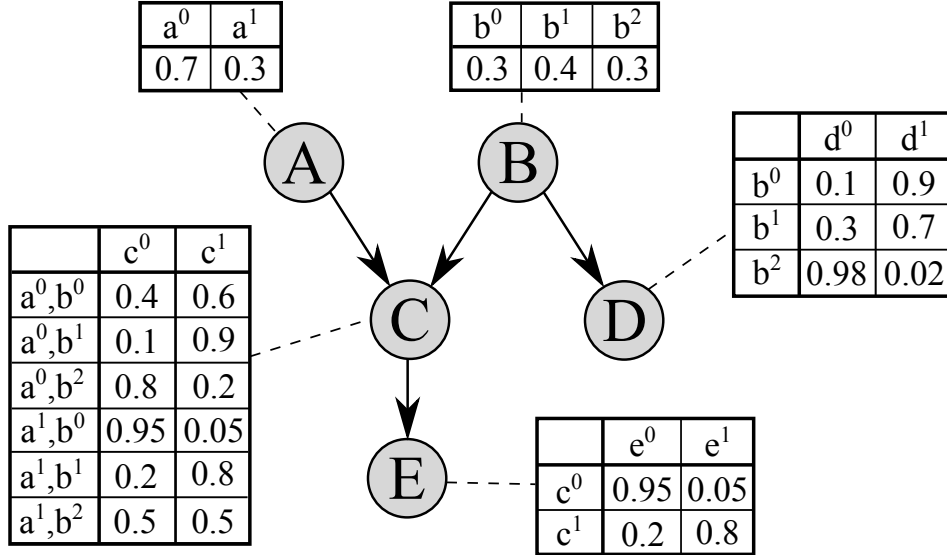 a⁰ a¹
0.7 0.3
b⁰ b¹ b²
0.3 0.4 0.3
A
B
d⁰ d¹
b⁰ 0.1 0.9
b¹ 0.3 0.7
b² 0.98 0.02
c⁰ c¹
a⁰,b⁰ 0.4 0.6
a⁰,b¹ 0.1 0.9
a⁰,b² 0.8 0.2
a¹,b⁰ 0.95 0.05
a¹,b¹ 0.2 0.8
a¹,b² 0.5 0.5
C
D
E
e⁰ e¹
c⁰ 0.95 0.05
c¹ 0.2 0.8